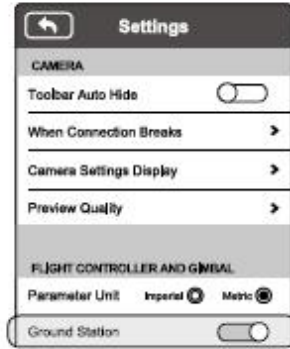 Settings
CAMERA
Toolbar Auto Hide
When Connection Breaks
Camera Settings Display
Preview Quality
FLIGHT CONTROLLER AND GIMBAL
Parameter Unit Imperial Metric
Ground Station